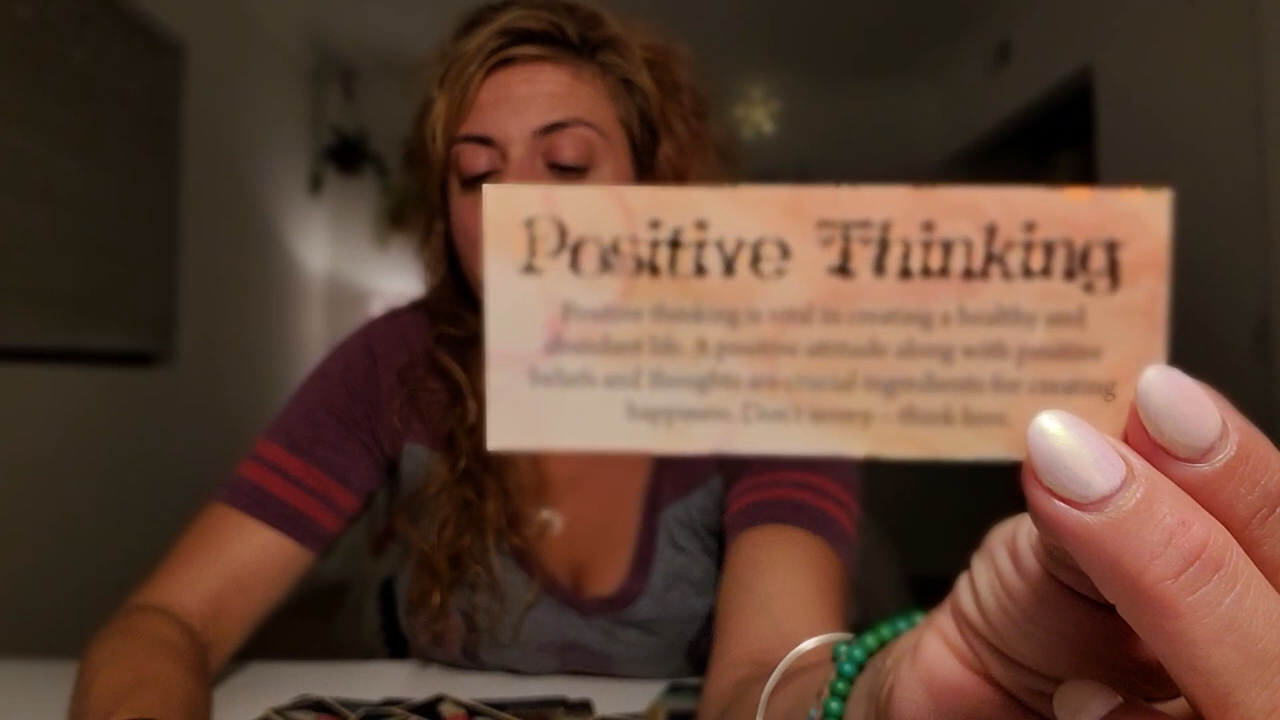 Positive Thinking
Positive thinking is vital in creating a healthy and
abundant life. A positive attitude along with positive
beliefs and thoughts are crucial ingredients for creating
happiness. Don't worry - think love.